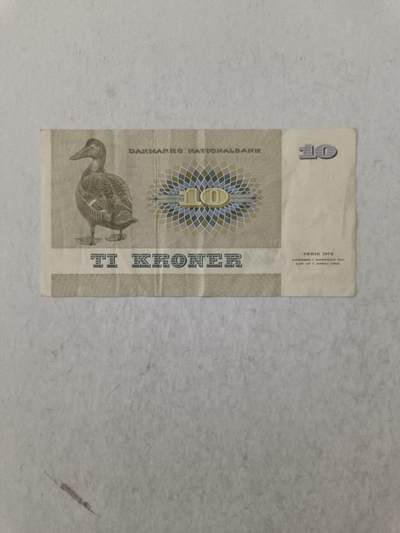 DANMARKS NATIONALBANK
10
10
TI KRONER
SERIE 1972